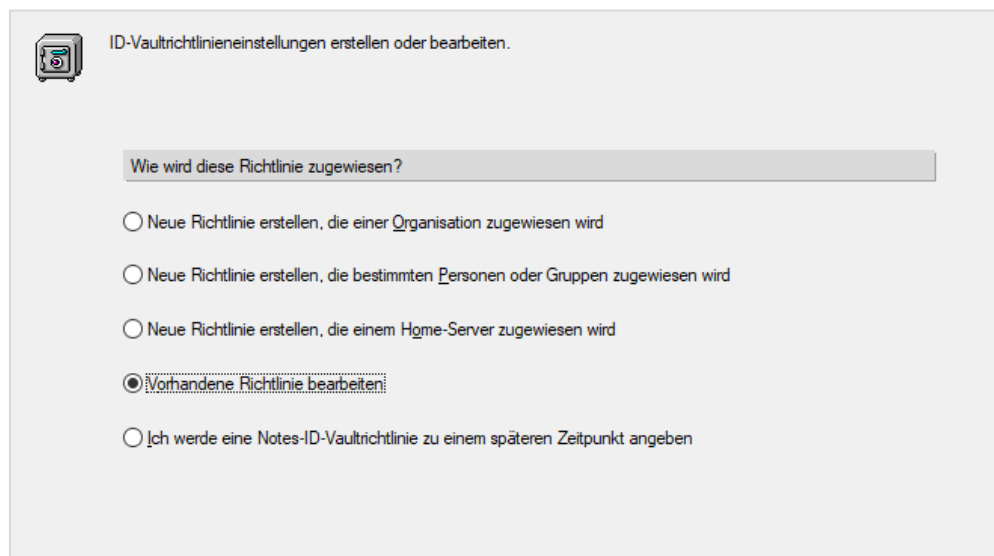 ID-Vaultrichtlinieneinstellungen erstellen oder bearbeiten.
Wie wird diese Richtlinie zugewiesen?
Neue Richtlinie erstellen, die einer Organisation zugewiesen wird
Neue Richtlinie erstellen, die bestimmten Personen oder Gruppen zugewiesen wird
Neue Richtlinie erstellen, die einem Home-Server zugewiesen wird
Vorhandene Richtlinie bearbeiten
Ich werde eine Notes-ID-Vaultrichtlinie zu einem späteren Zeitpunkt angeben